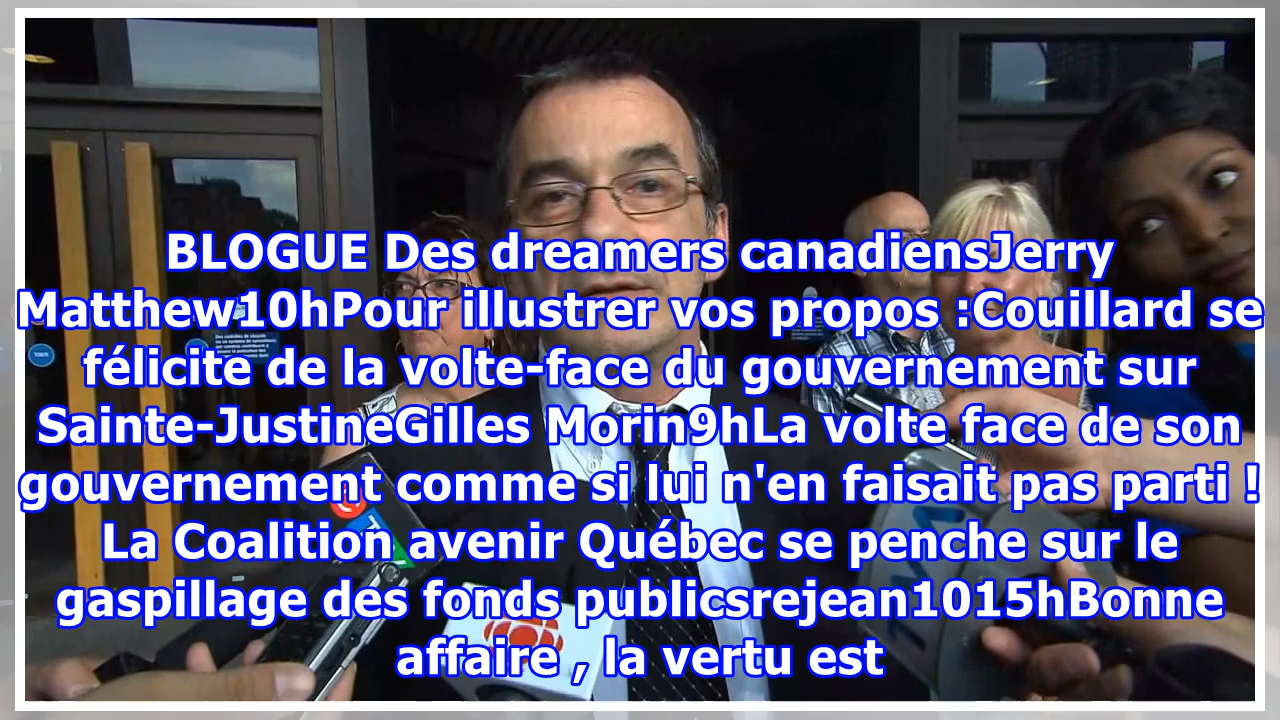 BLOGUE Des dreamers canadiensJerry
Matthew10hPour illustrer vos propos :Couillard se
félicite de la volte-face du gouvernement sur
Sainte-JustineGilles Morin9hLa volte face de son
gouvernement comme si lui n'en faisait pas parti !
La Coalition avenir Québec se penche sur le
gaspillage des fonds publicsrejean1015hBonne
affaire , la vertu est